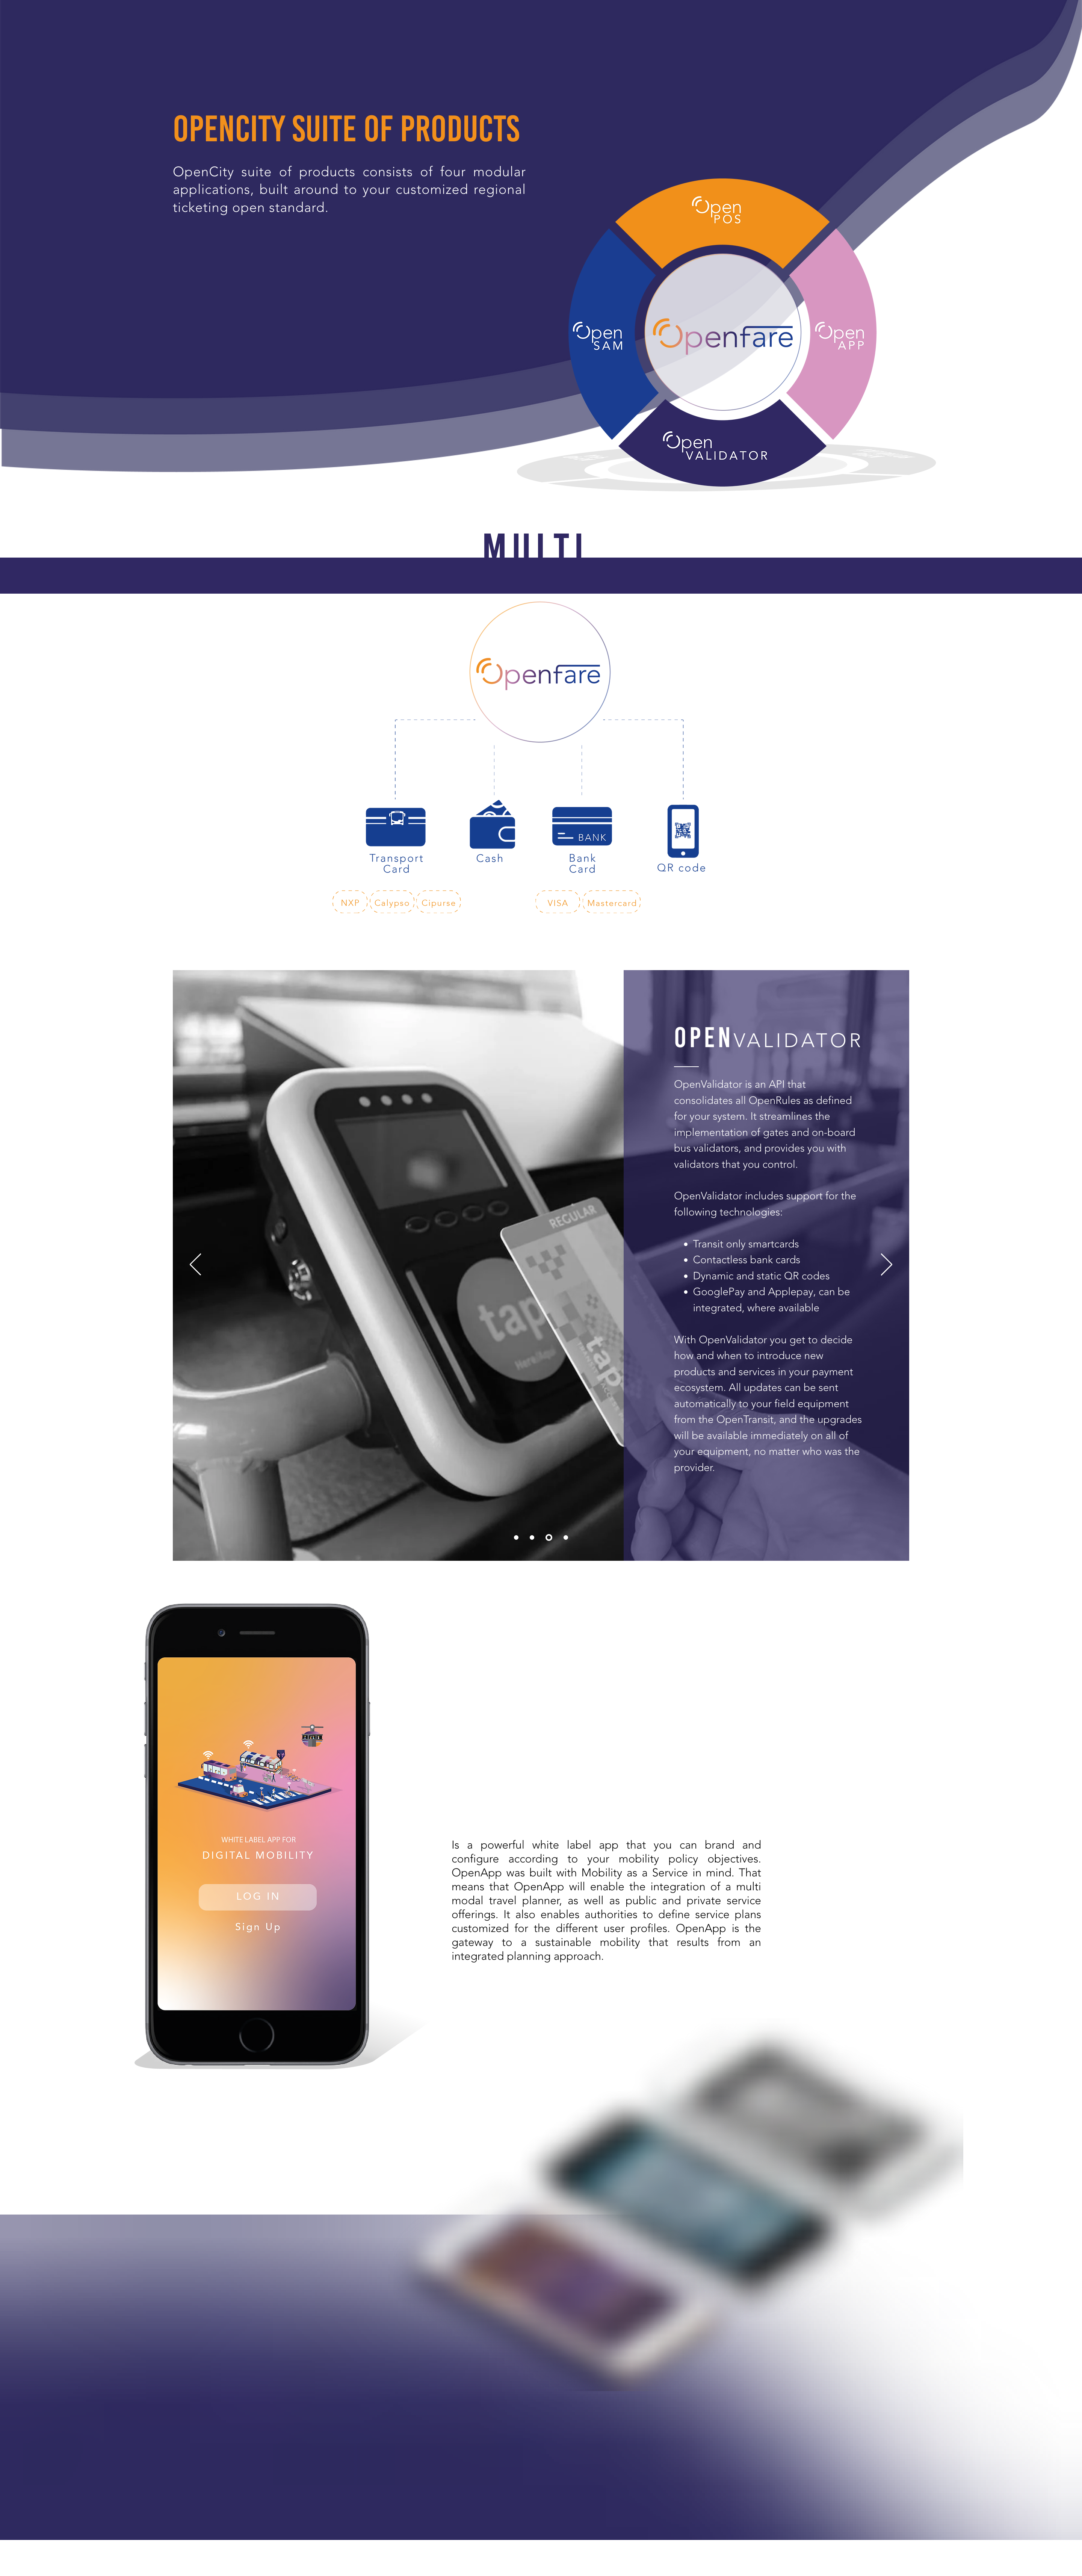 OPENCITY SUITE OF PRODUCTS
OpenCity suite of products consists of four modular
applications, built around to your customized regional
ticketing open standard.
Open
POS
Open
SAM
Openfare
Open
APP
Open
VALIDATOR
MULTI
Openfare
BANK
Transport
Card
Cash
Bank
Card
QR code
NXP
Calypso
Cipurse
VISA
Mastercard
REGULAR
tap
Here/Aquí
tap
OPENVALIDATOR
OpenValidator is an API that
consolidates all OpenRules as defined
for your system. It streamlines the
implementation of gates and on-board
bus validators, and provides you with
validators that you control.
OpenValidator includes support for the
following technologies:
• Transit only smartcards
• Contactless bank cards
• Dynamic and static QR codes
• GooglePay and Applepay, can be
integrated, where available
With OpenValidator you get to decide
how and when to introduce new
products and services in your payment
ecosystem. All updates can be sent
automatically to your field equipment
from the OpenTransit, and the upgrades
will be available immediately on all of
your equipment, no matter who was the
provider.
WHITE LABEL APP FOR
DIGITAL MOBILITY
LOG IN
Sign Up
Is a powerful white label app that you can brand and
configure according to your mobility policy objectives.
OpenApp was built with Mobility as a Service in mind. That
means that OpenApp will enable the integration of a multi
modal travel planner, as well as public and private service
offerings. It also enables authorities to define service plans
customized for the different user profiles. OpenApp is the
gateway to a sustainable mobility that results from an
integrated planning approach.